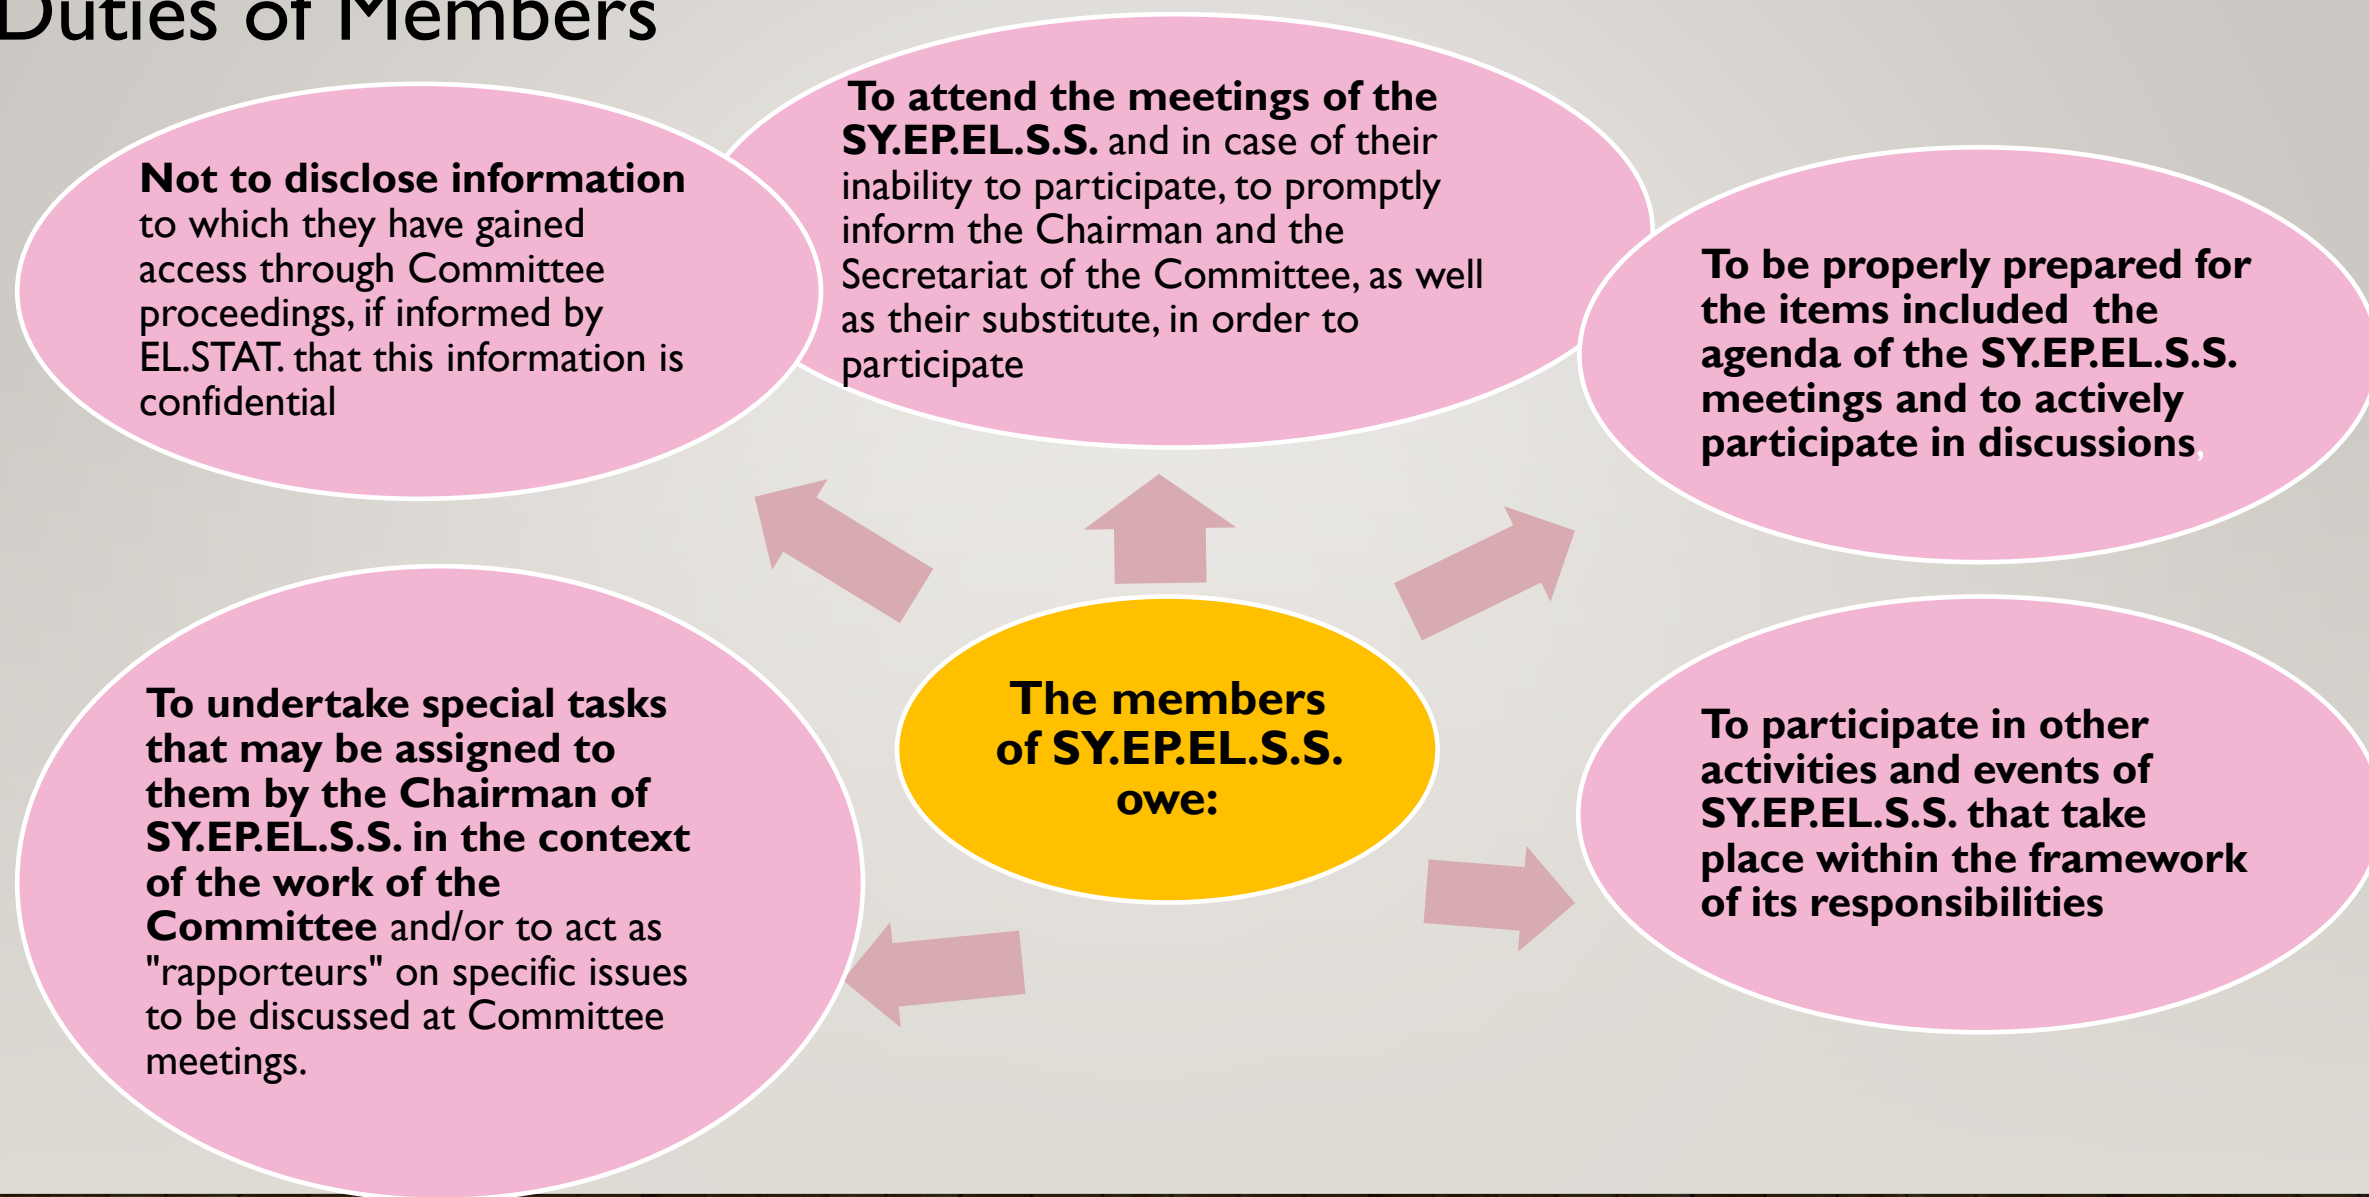 Duties of Members
Not to disclose information
to which they have gained
access through Committee
proceedings, if informed by
EL.STAT. that this information is
confidential
To attend the meetings of the
SY.EP.EL.S.S. and in case of their
inability to participate, to promptly
inform the Chairman and the
Secretariat of the Committee, as well
as their substitute, in order to
participate
To be properly prepared for
the items included  the
agenda of the SY.EP.EL.S.S.
meetings and to actively
participate in discussions,
To undertake special tasks
that may be assigned to
them by the Chairman of
SY.EP.EL.S.S. in the context
of the work of the
Committee and/or to act as
"rapporteurs" on specific issues
to be discussed at Committee
meetings.
The members
of SY.EP.EL.S.S.
owe:
To participate in other
activities and events of
SY.EP.EL.S.S. that take
place within the framework
of its responsibilities